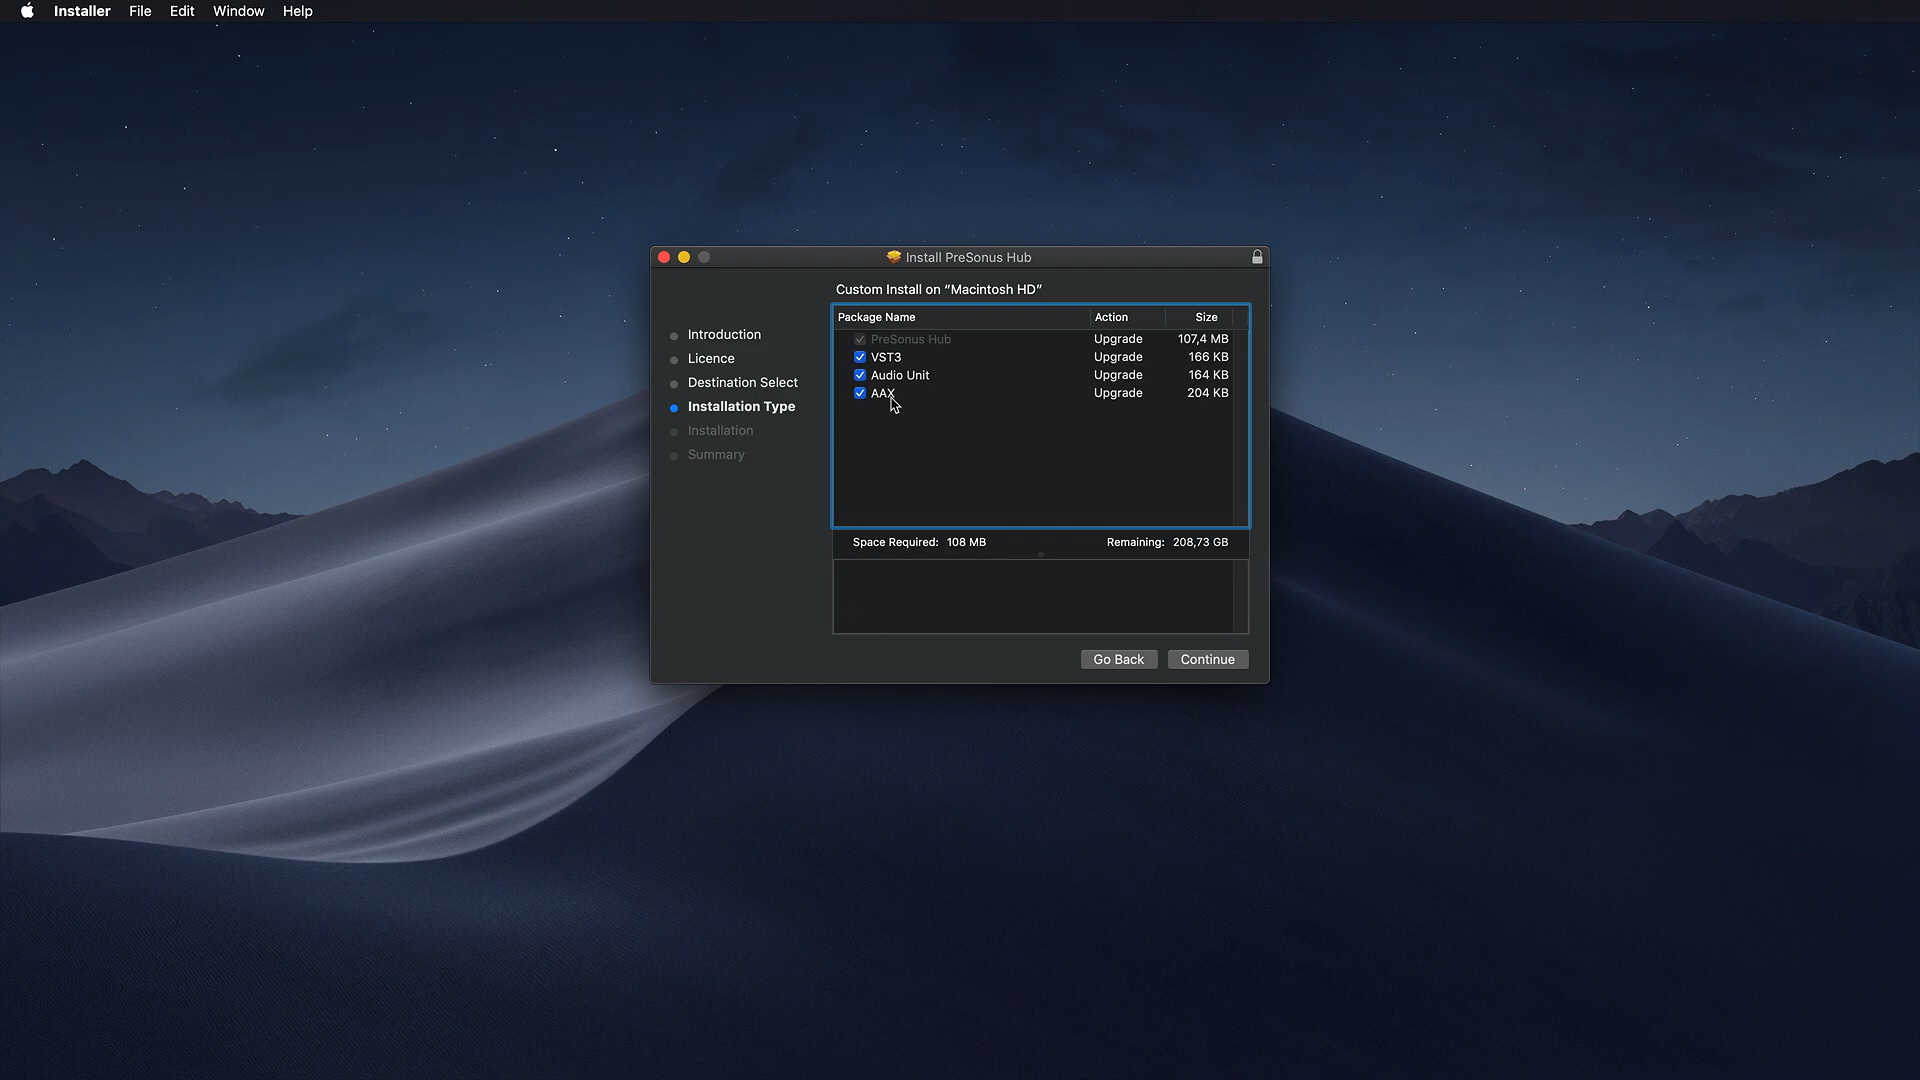 Installer File Edit Window Help
Install PreSonus Hub
Custom Install on “Macintosh HD”
Introduction
Licence
Destination Select
Installation Type
Installation
Summary
Package Name Action Size
PreSonus Hub Upgrade 107,4 MB
VST3 Upgrade 166 KB
Audio Unit Upgrade 164 KB
AAX Upgrade 204 KB
Space Required: 108 MB Remaining: 208,73 GB
Go Back Continue